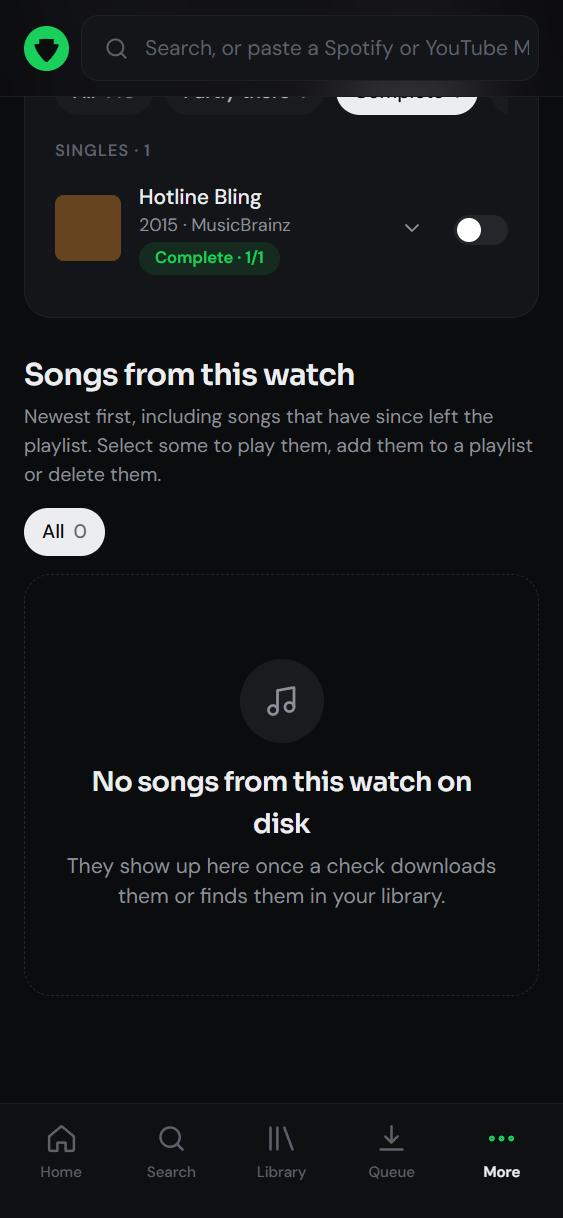 Search, or paste a Spotify or YouTube M
SINGLES · 1
Hotline Bling
2015 · MusicBrainz
Complete · 1/1
Songs from this watch
Newest first, including songs that have since left the
playlist. Select some to play them, add them to a playlist
or delete them.
All 0
No songs from this watch on
disk
They show up here once a check downloads
them or finds them in your library.
Home Search Library Queue More